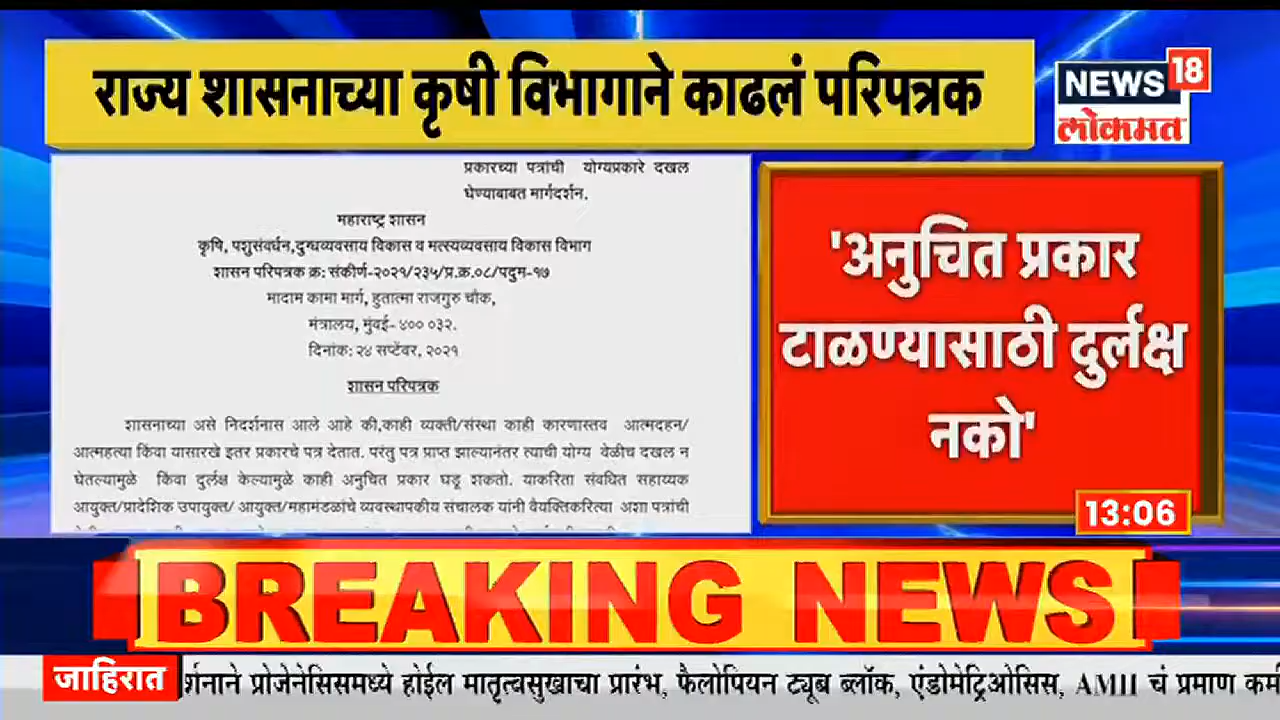 राज्य शासनाच्या कृषी विभागाने काढलं परिपत्रक
NEWS 18
लोकमत
प्रकारच्या पत्रांची योग्यप्रकारे दखल
घेण्याबाबत मार्गदर्शन.
महाराष्ट्र शासन
कृषि, पशुसंवर्धन,दुग्धव्यवसाय विकास व मत्स्यव्यवसाय विकास विभाग
शासन परिपत्रक क्र: संकीर्ण-२०२१/२३५/प्र.क्र.०८/पदुम-१७
मादाम कामा मार्ग, हुतात्मा राजगुरु चौक,
मंत्रालय, मुंबई- ४०० ०३२.
दिनांक: २४ सप्टेंबर, २०२१
शासन परिपत्रक
शासनाच्या असे निदर्शनास आले आहे की,काही व्यक्ती/संस्था काही कारणास्तव आत्मदहन/
आत्महत्या किंवा यासारखे इतर प्रकारचे पत्र देतात. परंतु पत्र प्राप्त झाल्यानंतर त्याची योग्य वेळीच दखल न
घेतल्यामुळे किंवा दुर्लक्ष केल्यामुळे काही अनुचित प्रकार घडू शकतो. याकरिता संवधित सहाय्यक
आयुक्त/प्रादेशिक उपायुक्त/ आयुक्त/महामंडळांचे व्यवस्थापकीय संचालक यांनी वैयक्तिकरित्या अशा पत्रांची
'अनुचित प्रकार
टाळण्यासाठी दुर्लक्ष
नको'
13:06
BREAKING NEWS
जाहिरात
र्शनाने प्रोजेनेसिसमध्ये होईल मातृत्वसुखाचा प्रारंभ, फैलोपियन ट्यूब ब्लॉक, एंडोमेट्रिओसिस, AMH चं प्रमाण कमी